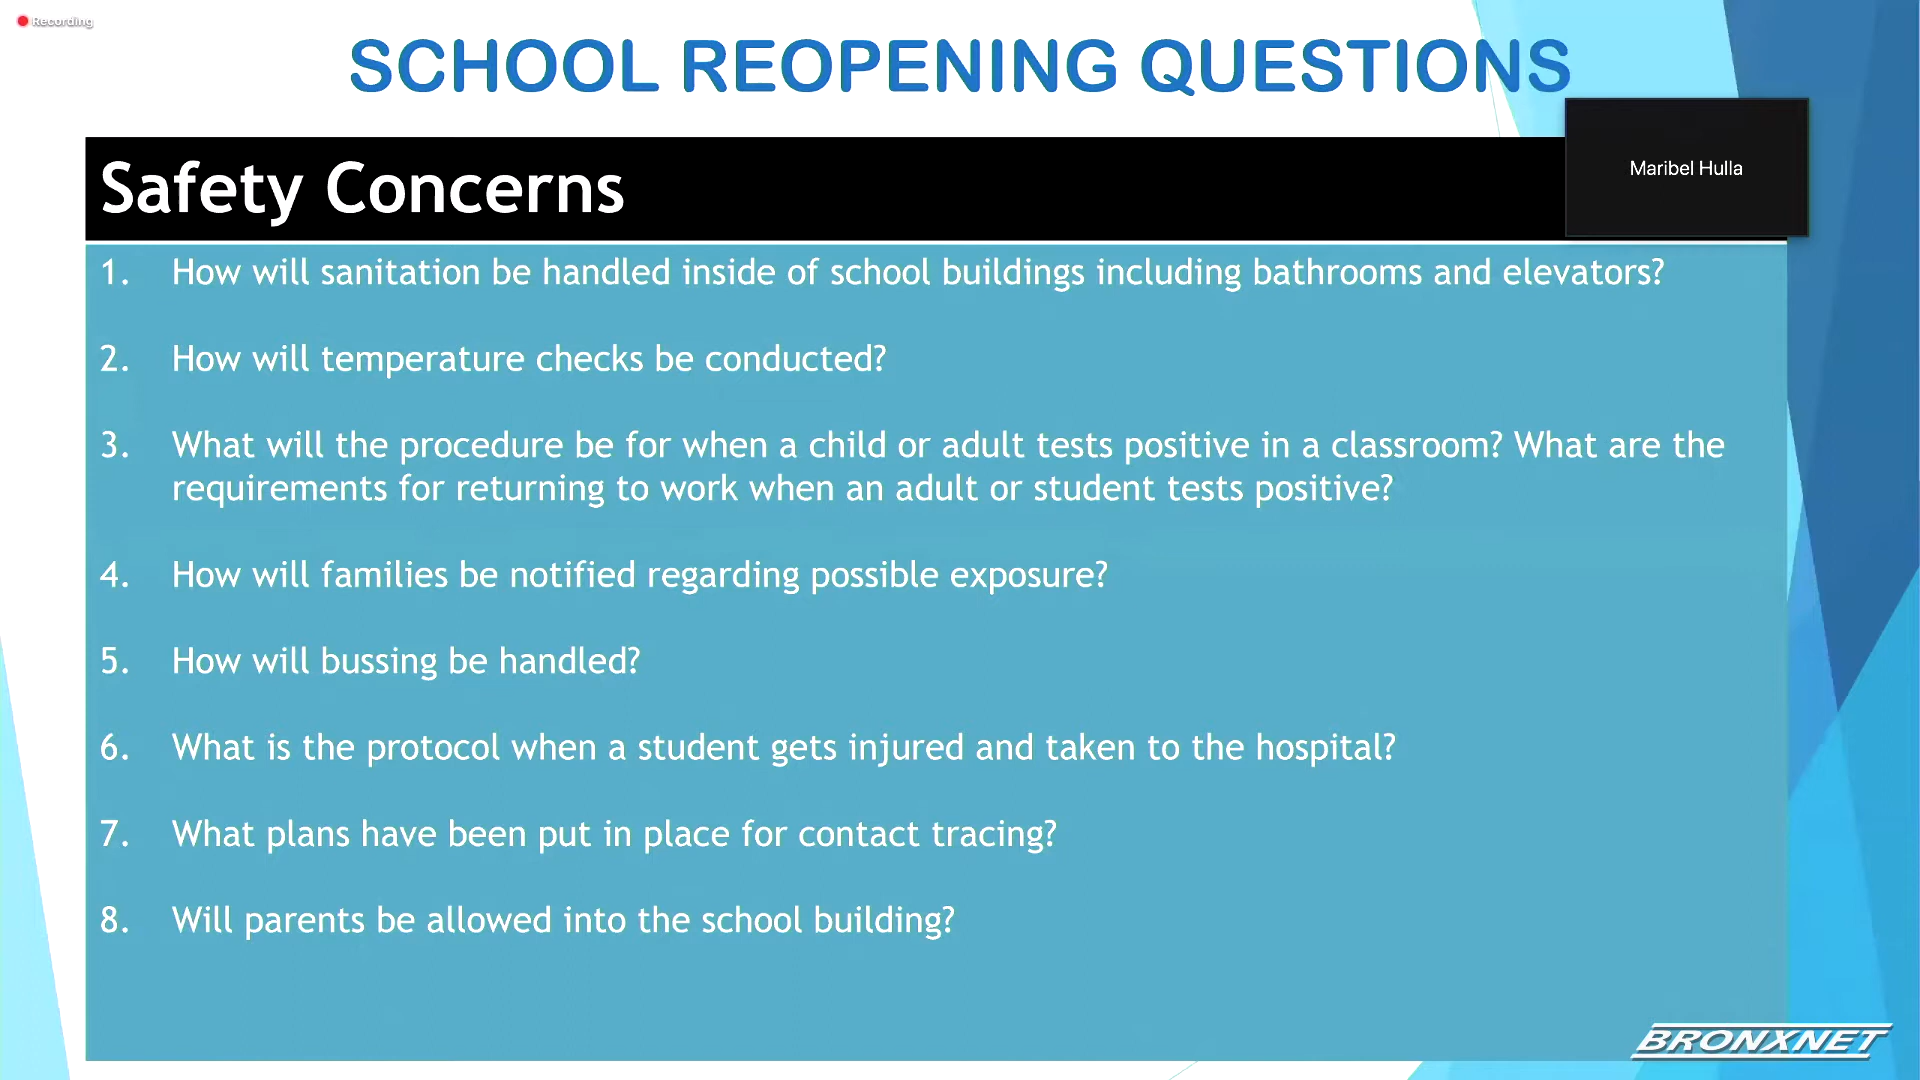 Recording
SCHOOL REOPENING QUESTIONS
Maribel Hulla
Safety Concerns
1. How will sanitation be handled inside of school buildings including bathrooms and elevators?
2. How will temperature checks be conducted?
3. What will the procedure be for when a child or adult tests positive in a classroom? What are the
requirements for returning to work when an adult or student tests positive?
4. How will families be notified regarding possible exposure?
5. How will bussing be handled?
6. What is the protocol when a student gets injured and taken to the hospital?
7. What plans have been put in place for contact tracing?
8. Will parents be allowed into the school building?
BRONXNET